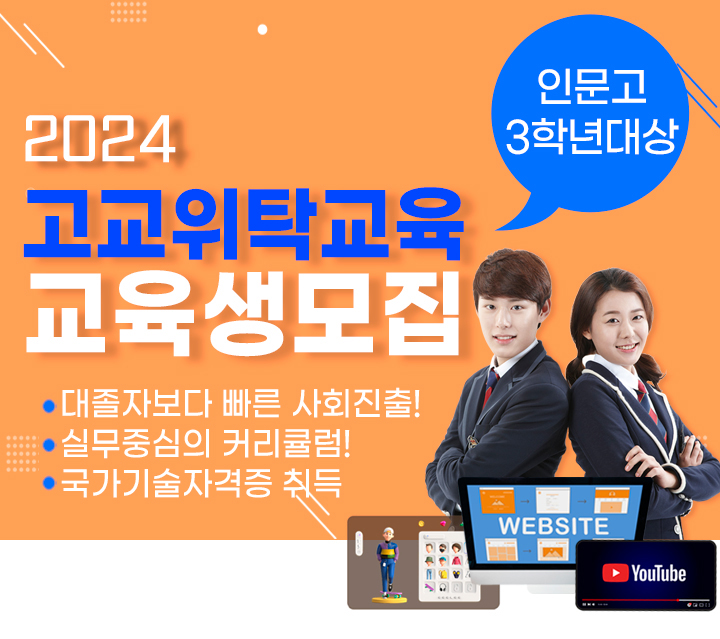 인문고
3학년대상
2024
고교위탁교육
교육생모집
대졸자보다 빠른 사회진출!
실무중심의 커리큘럼!
국가기술자격증 취득
WEBSITE
YouTube